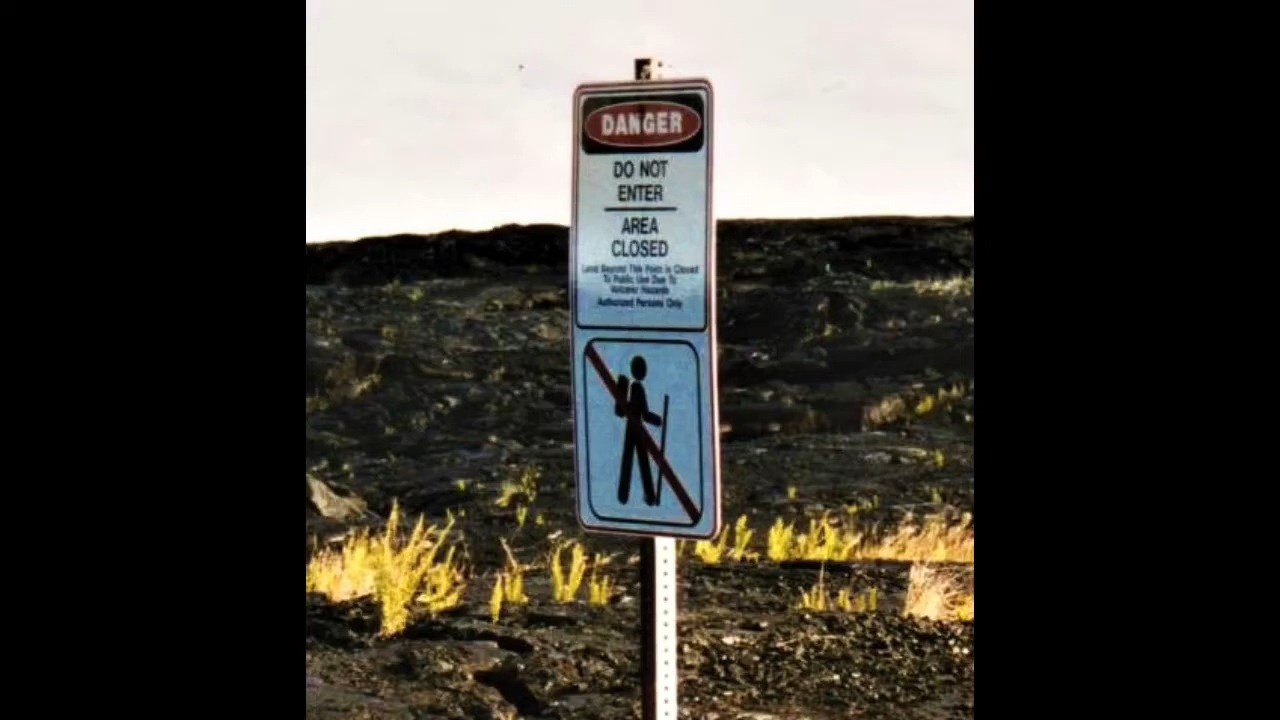 DANGER
DO NOT
ENTER
AREA
CLOSED
Land Beyond This Point is Closed
To Public Use Due To
Volcanic Hazards
Authorized Persons Only